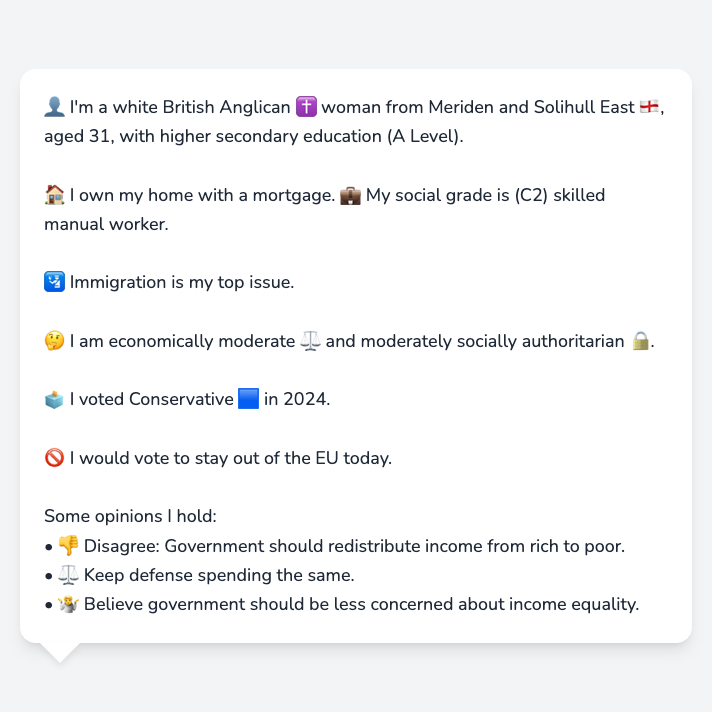 👤 I'm a white British Anglican ✝️ woman from Meriden and Solihull East 🏴󠁧󠁢󠁥󠁮󠁧󠁿,
aged 31, with higher secondary education (A Level).
🏠 I own my home with a mortgage. 💼 My social grade is (C2) skilled
manual worker.
🛂 Immigration is my top issue.
🤔 I am economically moderate ⚖️ and moderately socially authoritarian 🔒.
🗳️ I voted Conservative 🟦 in 2024.
🚫 I would vote to stay out of the EU today.
Some opinions I hold:
• 👎 Disagree: Government should redistribute income from rich to poor.
• ⚖️ Keep defense spending the same.
• 🤷 Believe government should be less concerned about income equality.